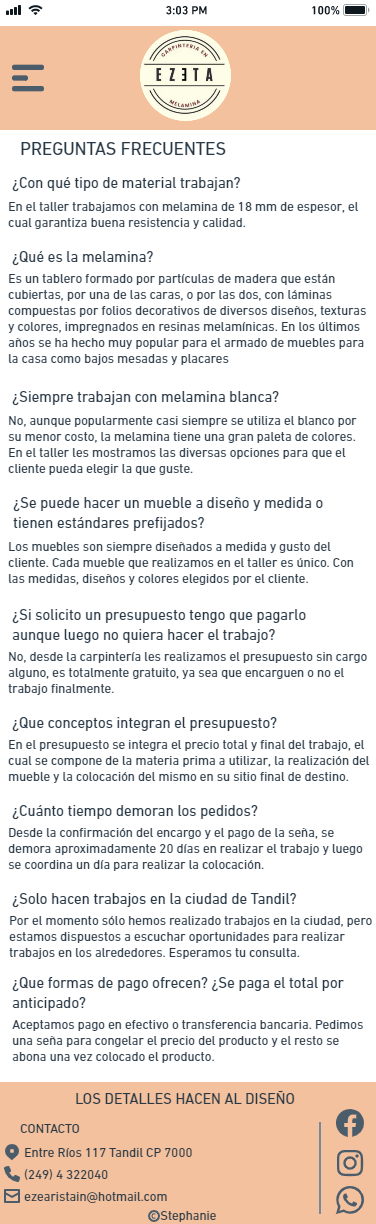 3:03 PM
100%
CARPINTERIA EN
EZETA
MELAMINA
PREGUNTAS FRECUENTES
¿Con qué tipo de material trabajan?
En el taller trabajamos con melamina de 18 mm de espesor, el
cual garantiza buena resistencia y calidad.
¿Qué es la melamina?
Es un tablero formado por partículas de madera que están
cubiertas, por una de las caras, o por las dos, con láminas
compuestas por folios decorativos de diversos diseños, texturas
y colores, impregnados en resinas melamínicas. En los últimos
años se ha hecho muy popular para el armado de muebles para
la casa como bajos mesadas y placares
¿Siempre trabajan con melamina blanca?
No, aunque popularmente casi siempre se utiliza el blanco por
su menor costo, la melamina tiene una gran paleta de colores.
En el taller les mostramos las diversas opciones para que el
cliente pueda elegir la que guste.
¿Se puede hacer un mueble a diseño y medida o
tienen estándares prefijados?
Los muebles son siempre diseñados a medida y gusto del
cliente. Cada mueble que realizamos en el taller es único. Con
las medidas, diseños y colores elegidos por el cliente.
¿Si solicito un presupuesto tengo que pagarlo
aunque luego no quiera hacer el trabajo?
No, desde la carpintería les realizamos el presupuesto sin cargo
alguno, es totalmente gratuito, ya sea que encarguen o no el
trabajo finalmente.
¿Que conceptos integran el presupuesto?
En el presupuesto se integra el precio total y final del trabajo, el
cual se compone de la materia prima a utilizar, la realización del
mueble y la colocación del mismo en su sitio final de destino.
¿Cuánto tiempo demoran los pedidos?
Desde la confirmación del encargo y el pago de la seña, se
demora aproximadamente 20 días en realizar el trabajo y luego
se coordina un día para realizar la colocación.
¿Solo hacen trabajos en la ciudad de Tandil?
Por el momento sólo hemos realizado trabajos en la ciudad, pero
estamos dispuestos a escuchar oportunidades para realizar
trabajos en los alrededores. Esperamos tu consulta.
¿Que formas de pago ofrecen? ¿Se paga el total por
anticipado?
Aceptamos pago en efectivo o transferencia bancaria. Pedimos
una seña para congelar el precio del producto y el resto se
abona una vez colocado el producto.
LOS DETALLES HACEN AL DISEÑO
CONTACTO
Entre Ríos 117 Tandil CP 7000
(249) 4 322040
ezearistain@hotmail.com
©Stephanie